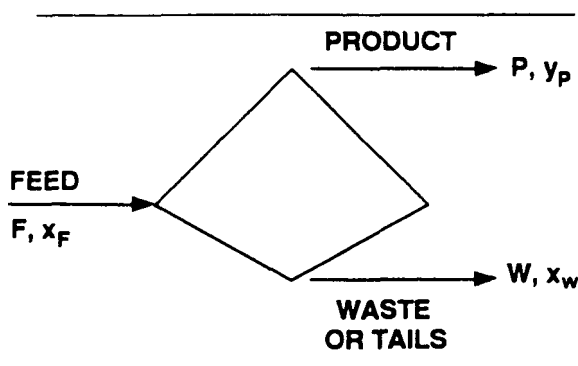 PRODUCT
P, yp
FEED
F, xF
W, xw
WASTE
OR TAILS